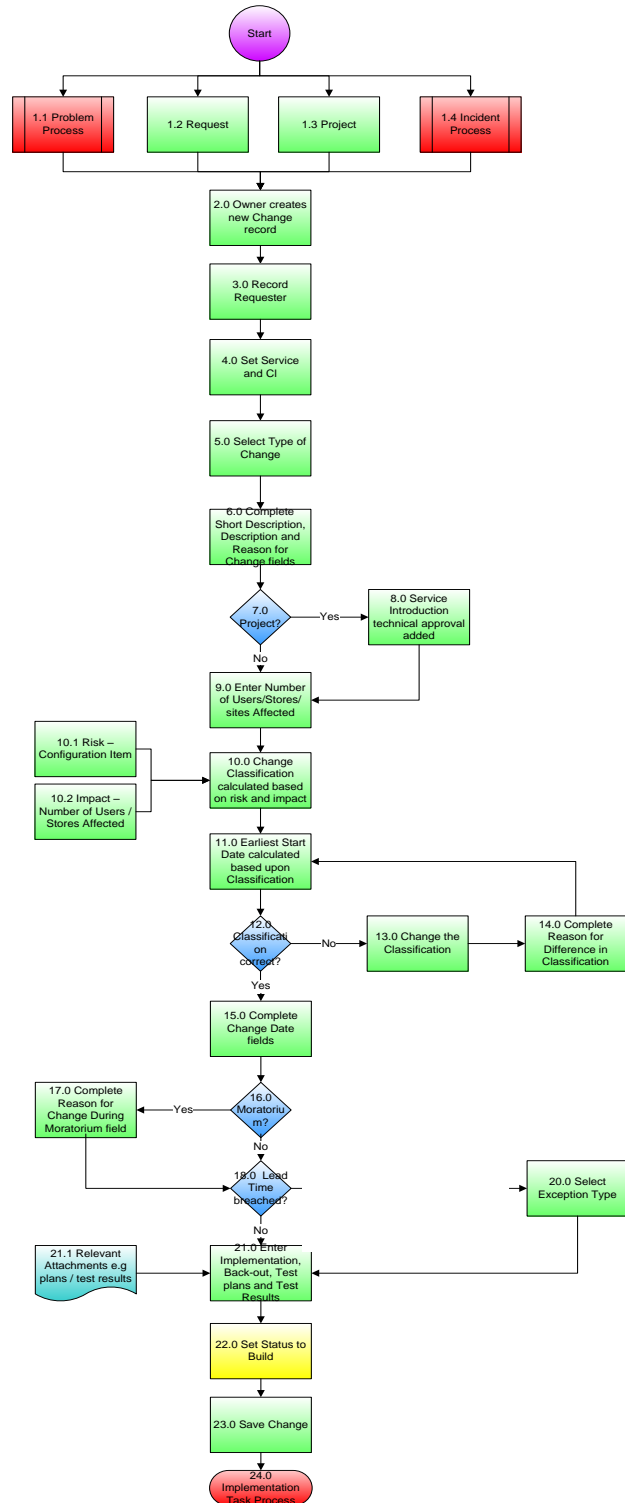 Start
1.1 Problem
Process
1.2 Request
1.3 Project
1.4 Incident
Process
2.0 Owner creates
new Change
record
3.0 Record
Requester
4.0 Set Service
and CI
5.0 Select Type of
Change
6.0 Complete
Short Description,
Description and
Reason for
Change fields
7.0
Project?
Yes
8.0 Service
Introduction
technical approval
added
No
9.0 Enter Number
of Users/Stores/
sites Affected
10.1 Risk –
Configuration Item
10.2 Impact –
Number of Users /
Stores Affected
10.0 Change
Classification
calculated based
on risk and impact
11.0 Earliest Start
Date calculated
based upon
Classification
12.0
Classificati
on
correct?
No
13.0 Change the
Classification
14.0 Complete
Reason for
Difference in
Classification
Yes
15.0 Complete
Change Date
fields
16.0
Moratoriu
m?
Yes
17.0 Complete
Reason for
Change During
Moratorium field
No
18.0 Lead
Time
breached?
20.0 Select
Exception Type
No
21.1 Relevant
Attachments e.g
plans / test results
21.0 Enter
Implementation,
Back-out, Test
plans and Test
Results
22.0 Set Status to
Build
23.0 Save Change
24.0
Implementation
Task Process